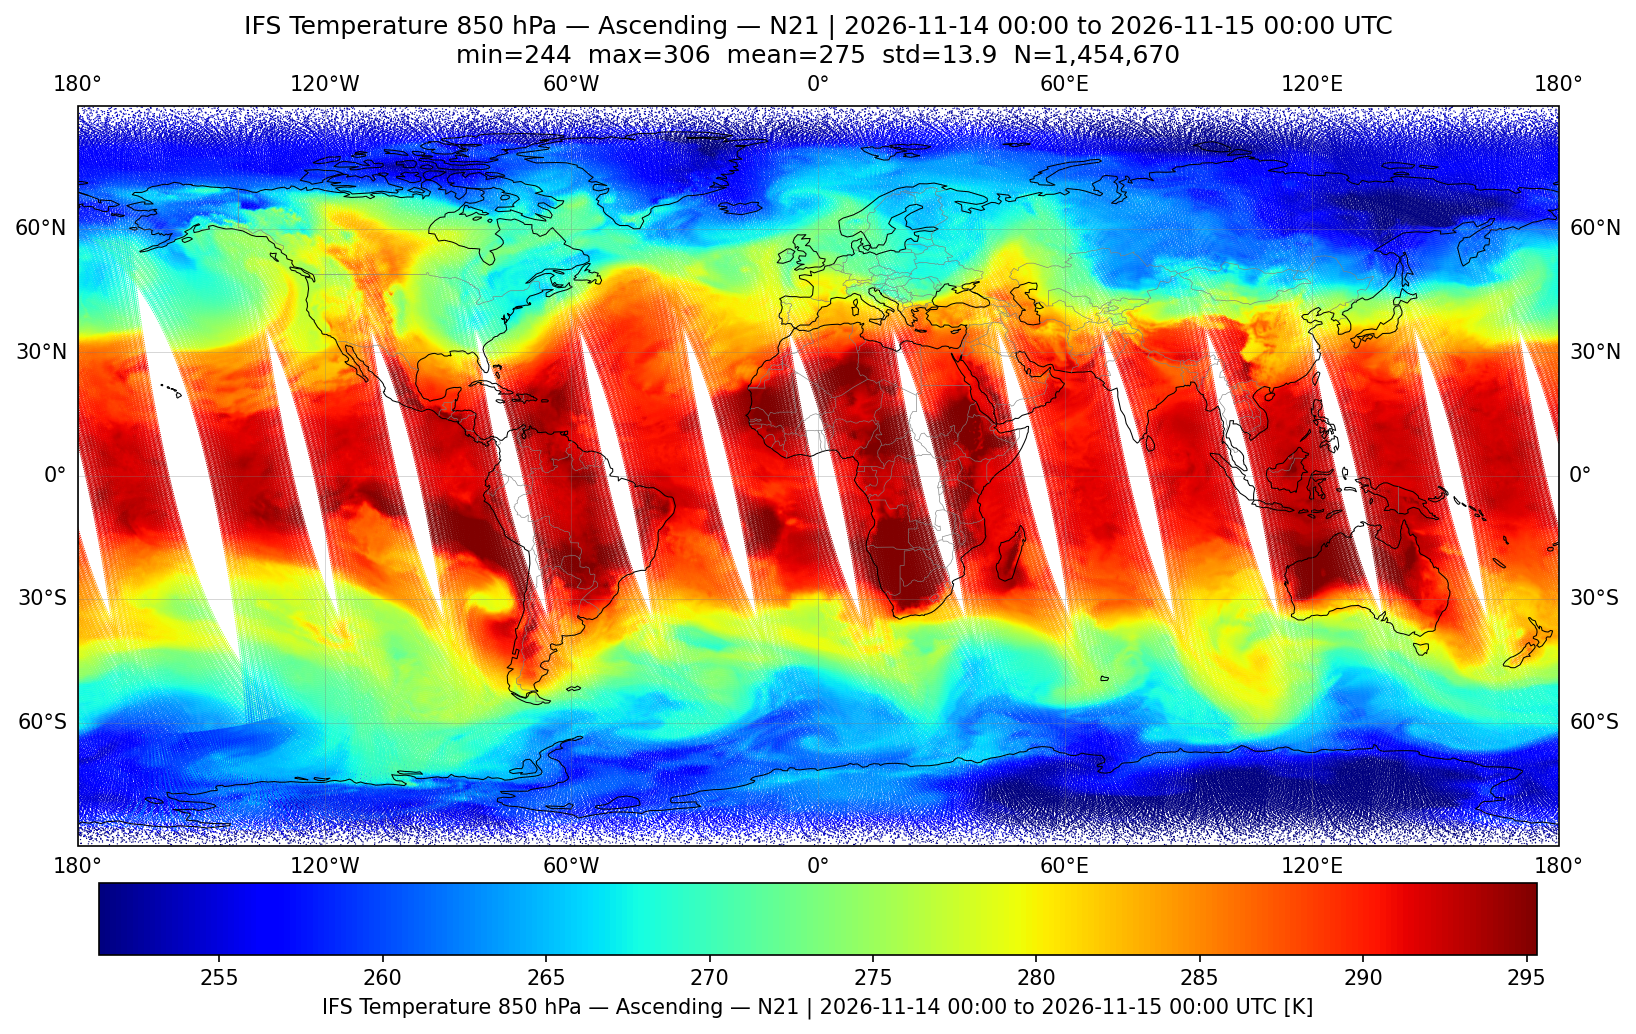 IFS Temperature 850 hPa — Ascending — N21 | 2026-11-14 00:00 to 2026-11-15 00:00 UTC
min=244  max=306  mean=275  std=13.9  N=1,454,670
180° 120°W 60°W 0° 60°E 120°E 180°
60°N 60°N
30°N 30°N
0° 0°
30°S 30°S
60°S 60°S
180° 120°W 60°W 0° 60°E 120°E 180°
255 260 265 270 275 280 285 290 295
IFS Temperature 850 hPa — Ascending — N21 | 2026-11-14 00:00 to 2026-11-15 00:00 UTC [K]